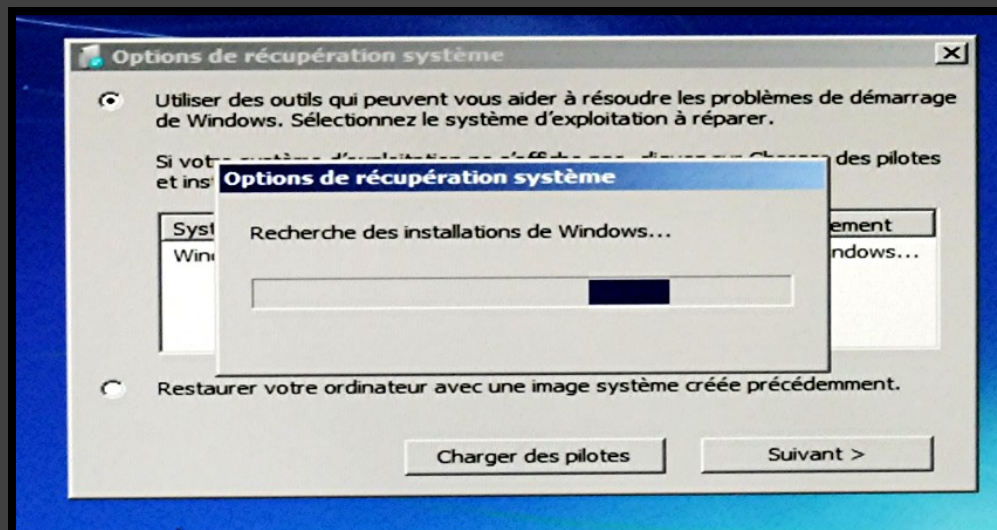 Options de récupération système
Utiliser des outils qui peuvent vous aider à résoudre les problèmes de démarrage
de Windows. Sélectionnez le système d'exploitation à réparer.
Si votre des pilotes
et ins
Options de récupération système
Syst ement
Recherche des installations de Windows...
Win ndows...
Restaurer votre ordinateur avec une image système créée précédemment.
Charger des pilotes
Suivant >